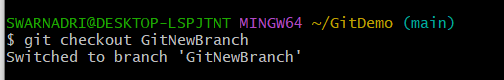 SWARNADRI@DESKTOP-LSPJTNT MINGW64 ~/GitDemo (main)
$ git checkout GitNewBranch
Switched to branch 'GitNewBranch'